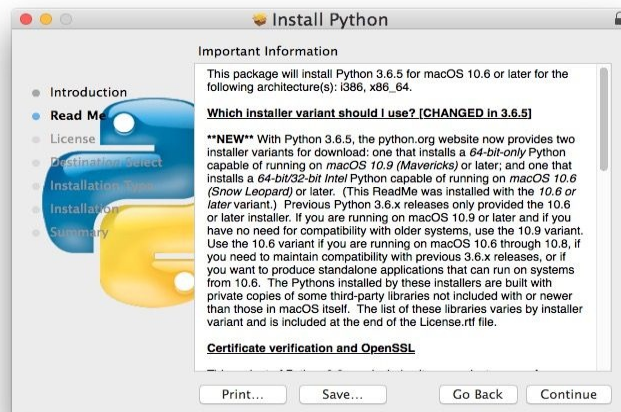 Install Python
Important Information
Introduction
Read Me
License
Destination Select
Installation Type
Installation
Summary
This package will install Python 3.6.5 for macOS 10.6 or later for the
following architecture(s): i386, x86_64.
Which installer variant should I use? [CHANGED in 3.6.5]
**NEW** With Python 3.6.5, the python.org website now provides two
installer variants for download: one that installs a 64-bit-only Python
capable of running on macOS 10.9 (Mavericks) or later; and one that
installs a 64-bit/32-bit Intel Python capable of running on macOS 10.6
(Snow Leopard) or later.  (This ReadMe was installed with the 10.6 or
later variant.)  Previous Python 3.6.x releases only provided the 10.6
or later installer. If you are running on macOS 10.9 or later and if you
have no need for compatibility with older systems, use the 10.9 variant.
Use the 10.6 variant if you are running on macOS 10.6 through 10.8, if
you need to maintain compatibility with previous 3.6.x releases, or if
you want to produce standalone applications that can run on systems
from 10.6.  The Pythons installed by these installers are built with
private copies of some third-party libraries not included with or newer
than those in macOS itself.  The list of these libraries varies by installer
variant and is included at the end of the License.rtf file.
Certificate verification and OpenSSL
Print...
Save...
Go Back
Continue